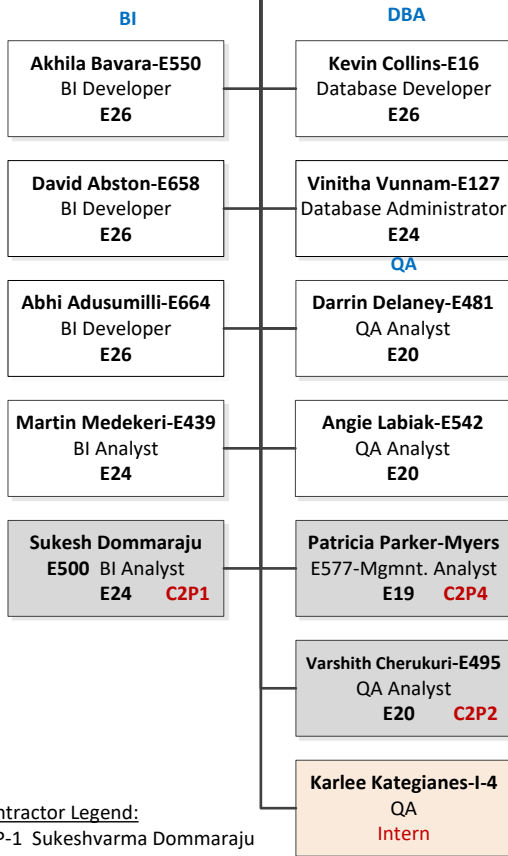 BI
Akhila Bavara-E550
BI Developer
E26
David Abston-E658
BI Developer
E26
Abhi Adusumilli-E664
BI Developer
E26
Martin Medekeri-E439
BI Analyst
E24
Sukesh Dommaraju
E500 BI Analyst
E24 C2P1
DBA
Kevin Collins-E16
Database Developer
E26
Vinitha Vunnam-E127
Database Administrator
E24
QA
Darrin Delaney-E481
QA Analyst
E20
Angie Labiak-E542
QA Analyst
E20
Patricia Parker-Myers
E577-Mgmnt. Analyst
E19 C2P4
Varshith Cherukuri-E495
QA Analyst
E20 C2P2
Karlee Kategianes-I-4
QA
Intern
ntractor Legend:
P-1 Sukeshvarma Dommaraju